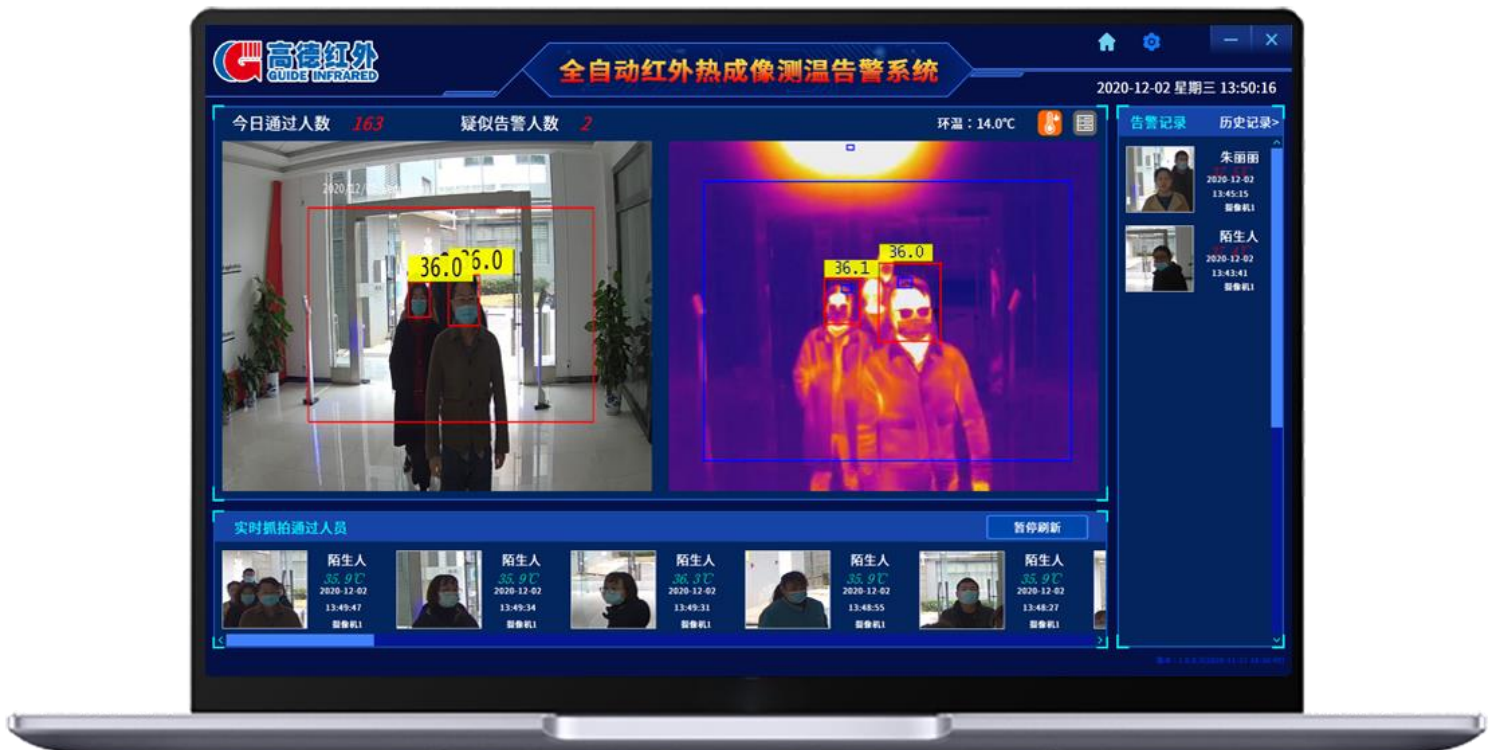 高德红外
GUIDE INFRARED
全自动红外热成像测温告警系统
2020-12-02 星期三 13:50:16
今日通过人数 163
疑似告警人数 2
环温：14.0℃
告警记录
历史记录>
36.0
6.0
36.1
36.0
朱丽丽
2020-12-02
13:45:15
摄像机1
陌生人
2020-12-02
13:43:41
摄像机1
实时抓拍通过人员
暂停刷新
陌生人
35.9℃
2020-12-02
13:49:47
摄像机1
陌生人
35.9℃
2020-12-02
13:49:34
摄像机1
陌生人
36.3℃
2020-12-02
13:49:31
摄像机1
陌生人
35.9℃
2020-12-02
13:48:55
摄像机1
陌生人
35.9℃
2020-12-02
13:48:27
摄像机1